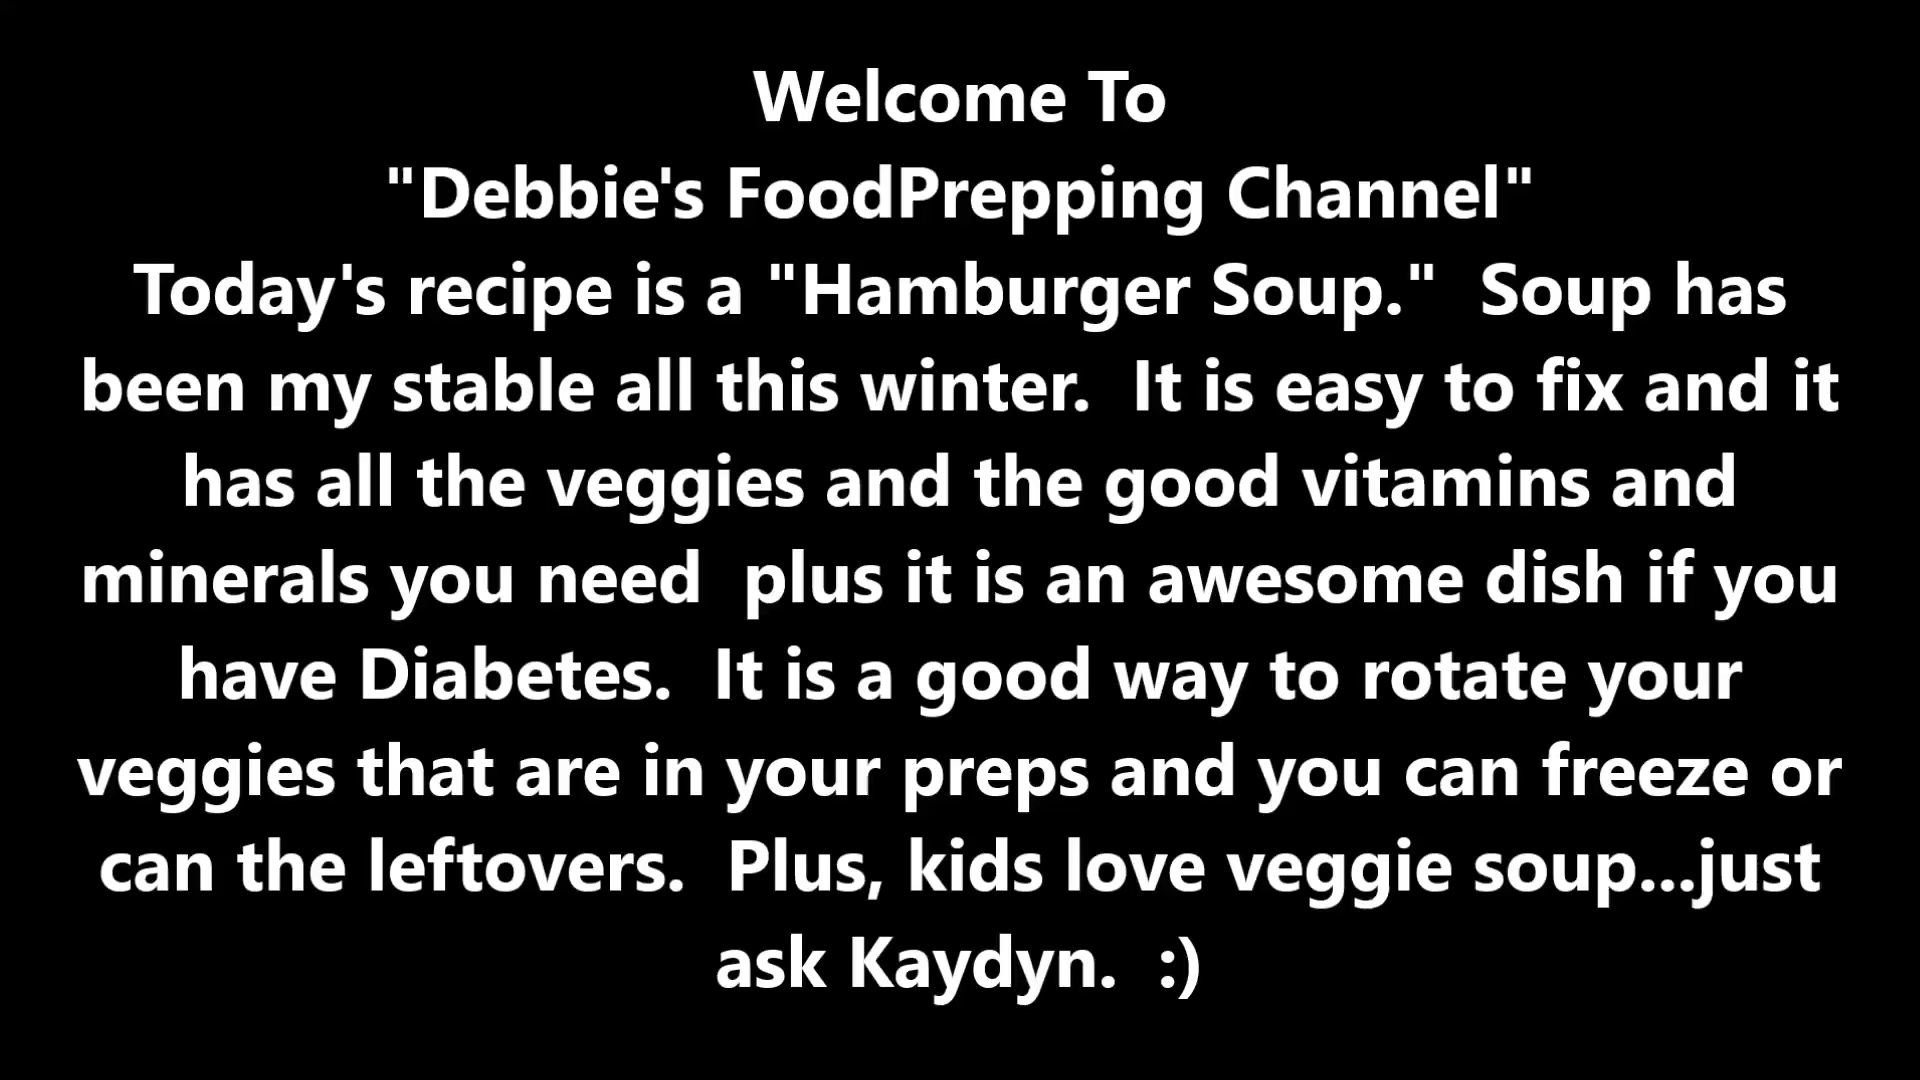 Welcome To
"Debbie's FoodPrepping Channel"
Today's recipe is a "Hamburger Soup."  Soup has
been my stable all this winter.  It is easy to fix and it
has all the veggies and the good vitamins and
minerals you need  plus it is an awesome dish if you
have Diabetes.  It is a good way to rotate your
veggies that are in your preps and you can freeze or
can the leftovers.  Plus, kids love veggie soup...just
ask Kaydyn.  :)